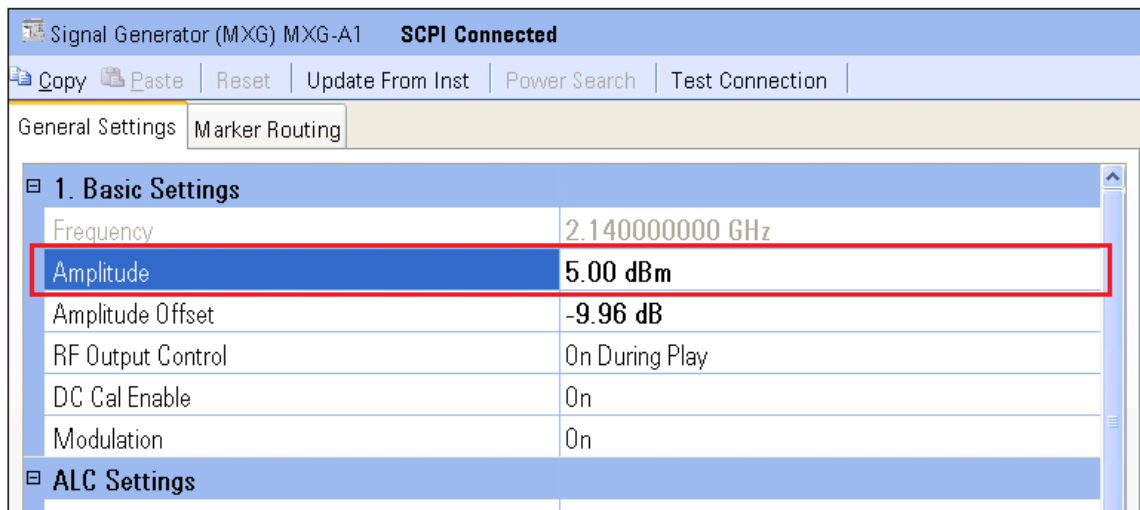 Signal Generator (MXG) MXG-A1 SCPI Connected
Copy Paste Reset Update From Inst Power Search Test Connection
General Settings Marker Routing
1. Basic Settings
Frequency 2.140000000 GHz
Amplitude 5.00 dBm
Amplitude Offset -9.96 dB
RF Output Control On During Play
DC Cal Enable On
Modulation On
ALC Settings